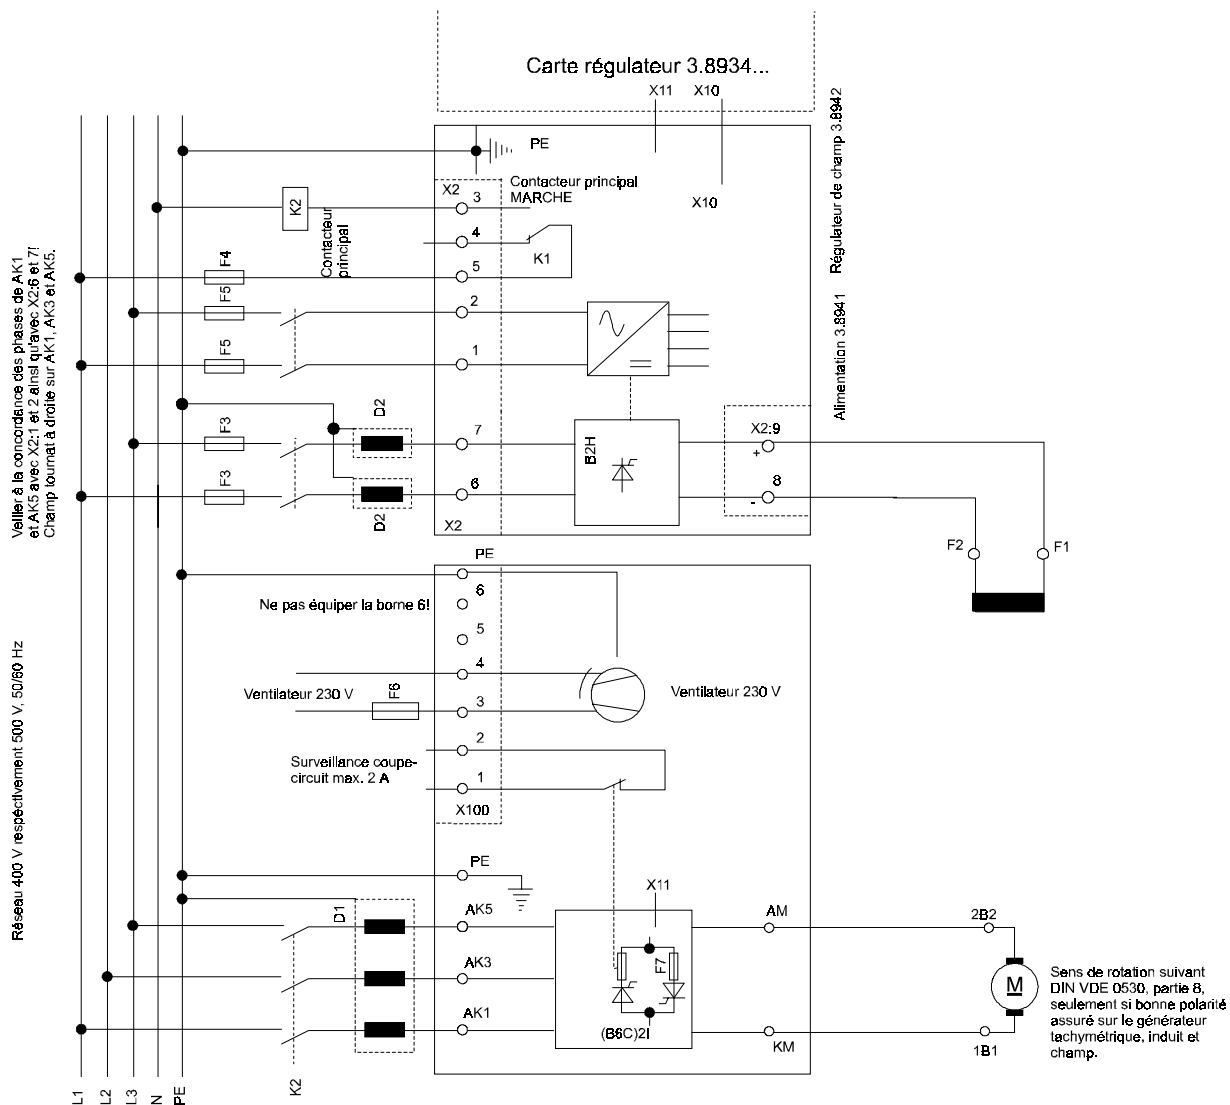 Carte régulateur 3.8934...
X11
X10
PE
X2
3
Contacteur principal
MARCHE
X10
K2
Contacteur
principal
4
K1
5
F4
2
F5
1
F5
Régulateur de champ 3.8942
Alimentation 3.8941
Veiller à la concordance des phases de AK1
et AK5 avec X2:1 et 2 ainsi qu'avec X2:6 et 7!
Champ tournat à droite sur AK1, AK3 et AK5.
D2
F3
7
B2H
X2:9
+
F3
D2
6
8
-
X2
F2
F1
PE
6
Ne pas équiper la borne 6!
5
4
Ventilateur 230 V
F6
3
Ventilateur 230 V
2
Surveillance coupe-
circuit max. 2 A
1
X100
Réseau 400 V respéctivement 500 V, 50/60 Hz
PE
X11
D1
AK5
AM
2B2
AK3
F7
M
AK1
(B6C)2I
KM
1B1
Sens de rotation suivant
DIN VDE 0530, partie 8,
seulement si bonne polarité
assuré sur le générateur
tachymétrique, induit et
champ.
K2
L1
L2
L3
N
PE